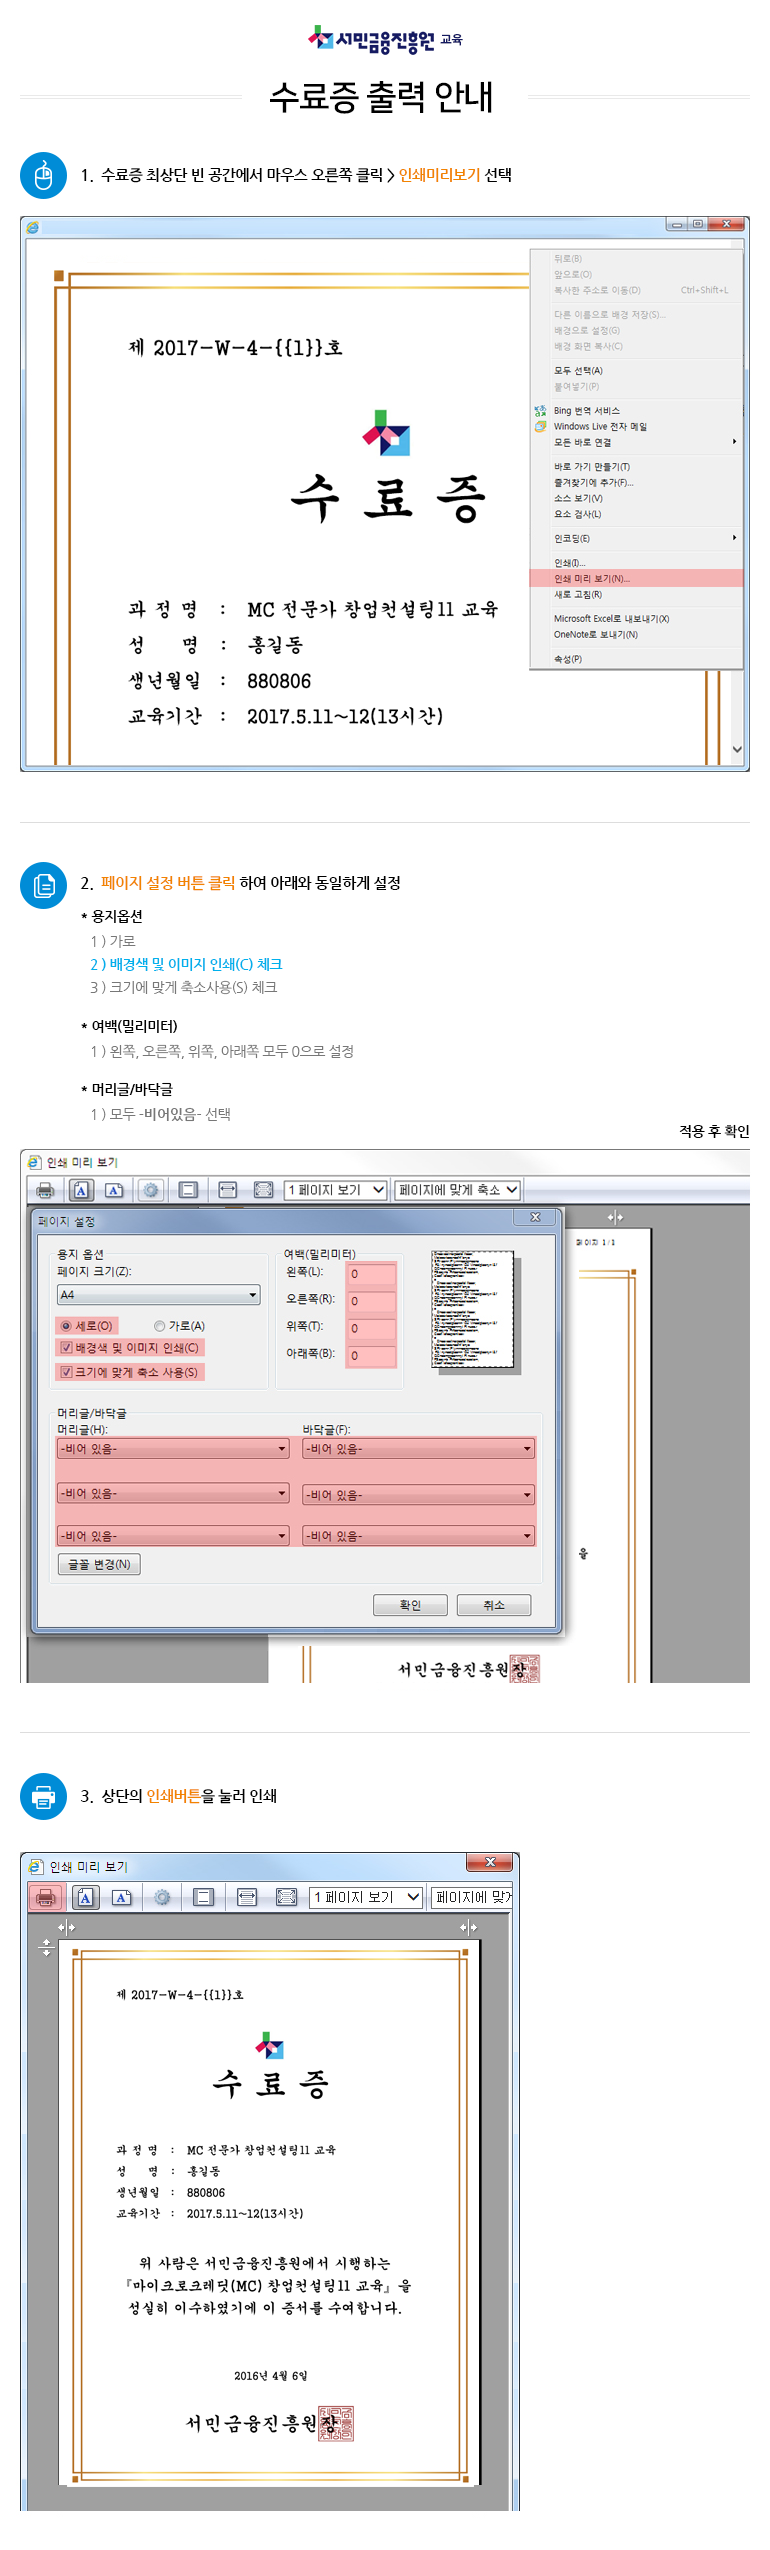 서민금융진흥원 교육
수료증 출력 안내
1. 수료증 최상단 빈 공간에서 마우스 오른쪽 클릭 > 인쇄미리보기 선택
뒤로(B)
앞으로(O)
복사한 주소로 이동(D) Ctrl+Shift+L
다른 이름으로 배경 저장(S)...
배경으로 설정(G)
배경 화면 복사(C)
모두 선택(A)
붙여넣기(P)
Bing 번역 서비스
Windows Live 전자 메일
모든 바로 연결
바로 가기 만들기(T)
즐겨찾기에 추가(F)...
소스 보기(V)
요소 검사(L)
인코딩(E)
인쇄(I)...
인쇄 미리 보기(N)...
새로 고침(R)
Microsoft Excel로 내보내기(X)
OneNote로 보내기(N)
속성(P)
제 2017-W-4-{{1}}호
수 료 증
과 정 명 : MC 전문가 창업컨설팅11 교육
성 명 : 홍길동
생년월일 : 880806
교육기간 : 2017.5.11~12(13시간)
2. 페이지 설정 버튼 클릭 하여 아래와 동일하게 설정
* 용지옵션
1 ) 가로
2 ) 배경색 및 이미지 인쇄(C) 체크
3 ) 크기에 맞게 축소사용(S) 체크
* 여백(밀리미터)
1 ) 왼쪽, 오른쪽, 위쪽, 아래쪽 모두 0으로 설정
* 머리글/바닥글
1 ) 모두 -비어있음- 선택
적용 후 확인
인쇄 미리 보기
1 페이지 보기 페이지에 맞게 축소
페이지 설정
페이지 1 / 1
용지 옵션 여백(밀리미터)
페이지 크기(Z): 왼쪽(L): 0
A4 오른쪽(R): 0
세로(O) 가로(A) 위쪽(T): 0
배경색 및 이미지 인쇄(C) 아래쪽(B): 0
크기에 맞게 축소 사용(S)
머리글/바닥글
머리글(H): 바닥글(F):
-비어 있음- -비어 있음-
-비어 있음- -비어 있음-
-비어 있음- -비어 있음-
을
글꼴 변경(N)
확인 취소
서민금융진흥원장
3. 상단의 인쇄버튼을 눌러 인쇄
인쇄 미리 보기
1 페이지 보기 페이지에 맞
제 2017-W-4-{{1}}호
수 료 증
과 정 명 : MC 전문가 창업컨설팅11 교육
성 명 : 홍길동
생년월일 : 880806
교육기간 : 2017.5.11~12(13시간)
위 사람은 서민금융진흥원에서 시행하는
『마이크로크레딧(MC) 창업컨설팅11 교육』을
성실히 이수하였기에 이 증서를 수여합니다.
2016년 4월 6일
서민금융진흥원장